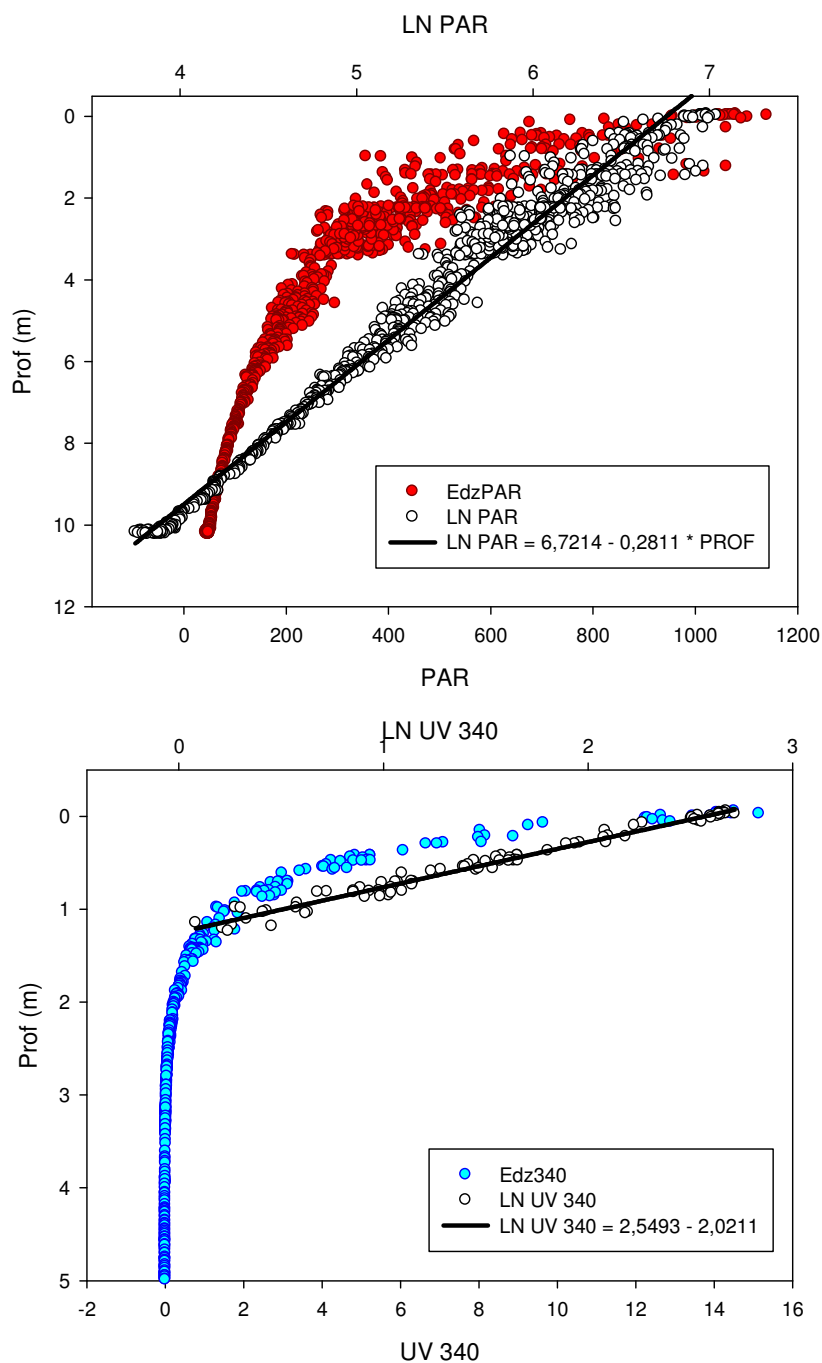 LN PAR
4 5 6 7
0
2
4
6
8
10
12
Prof (m)
EdzPAR
LN PAR
LN PAR = 6,7214 - 0,2811 * PROF
0 200 400 600 800 1000 1200
PAR
LN UV 340
0 1 2 3
0
1
2
3
4
5
Prof (m)
Edz340
LN UV 340
LN UV 340 = 2,5493 - 2,0211
-2 0 2 4 6 8 10 12 14 16
UV 340